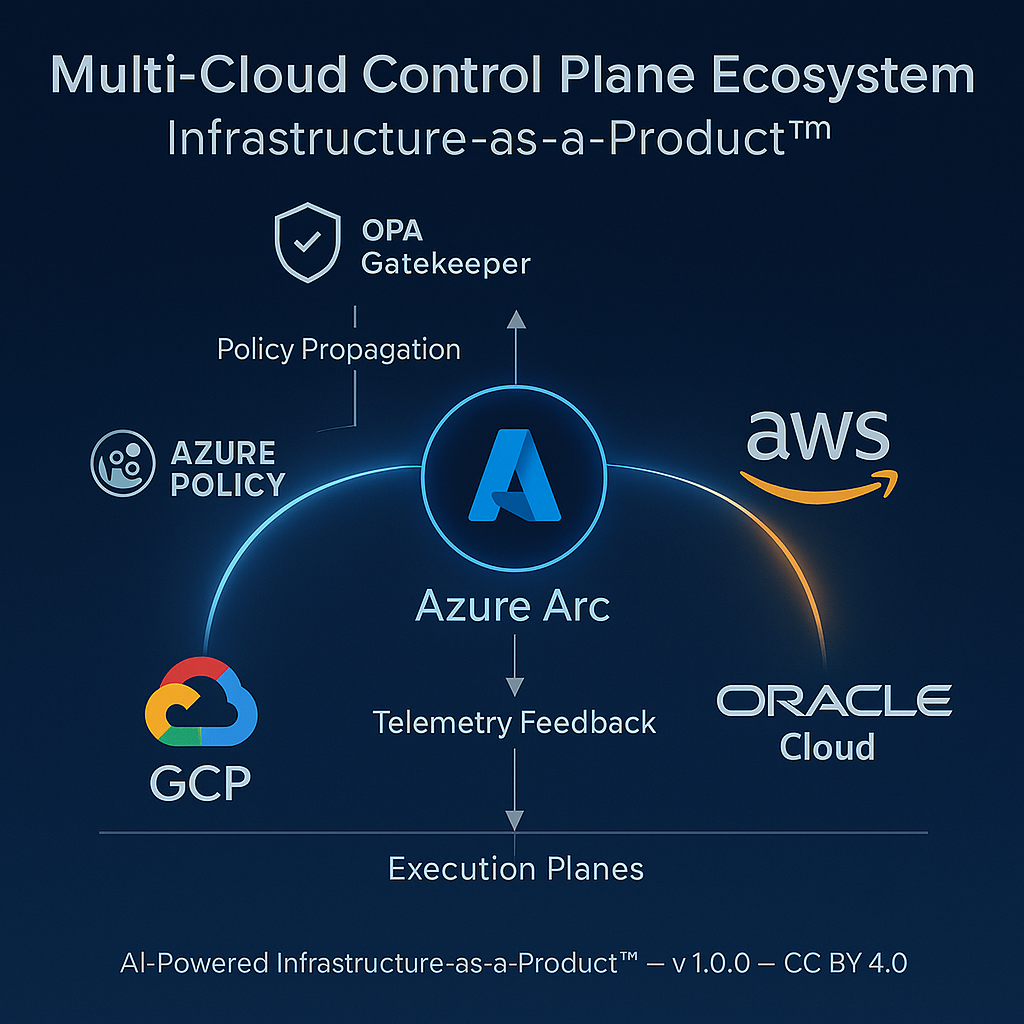 Multi-Cloud Control Plane Ecosystem
Infrastructure-as-a-Product™
OPA
Gatekeeper
Policy Propagation
AZURE
POLICY
aws
Azure Arc
GCP
Telemetry Feedback
ORACLE
Cloud
Execution Planes
AI-Powered Infrastructure-as-a-Product™ – v 1.0.0 – CC BY 4.0